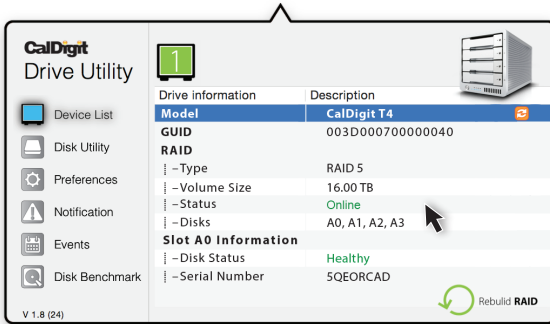 CalDigit
Drive Utility
1
Drive information Description
Device List
Model CalDigit T4
GUID 003D000700000040
Disk Utility
RAID
–Type RAID 5
Preferences
–Volume Size 16.00 TB
–Status Online
Notification
–Disks A0, A1, A2, A3
Events
Slot A0 Information
–Disk Status Healthy
Disk Benchmark
–Serial Number 5QEORCAD
Rebulid RAID
V 1.8 (24)